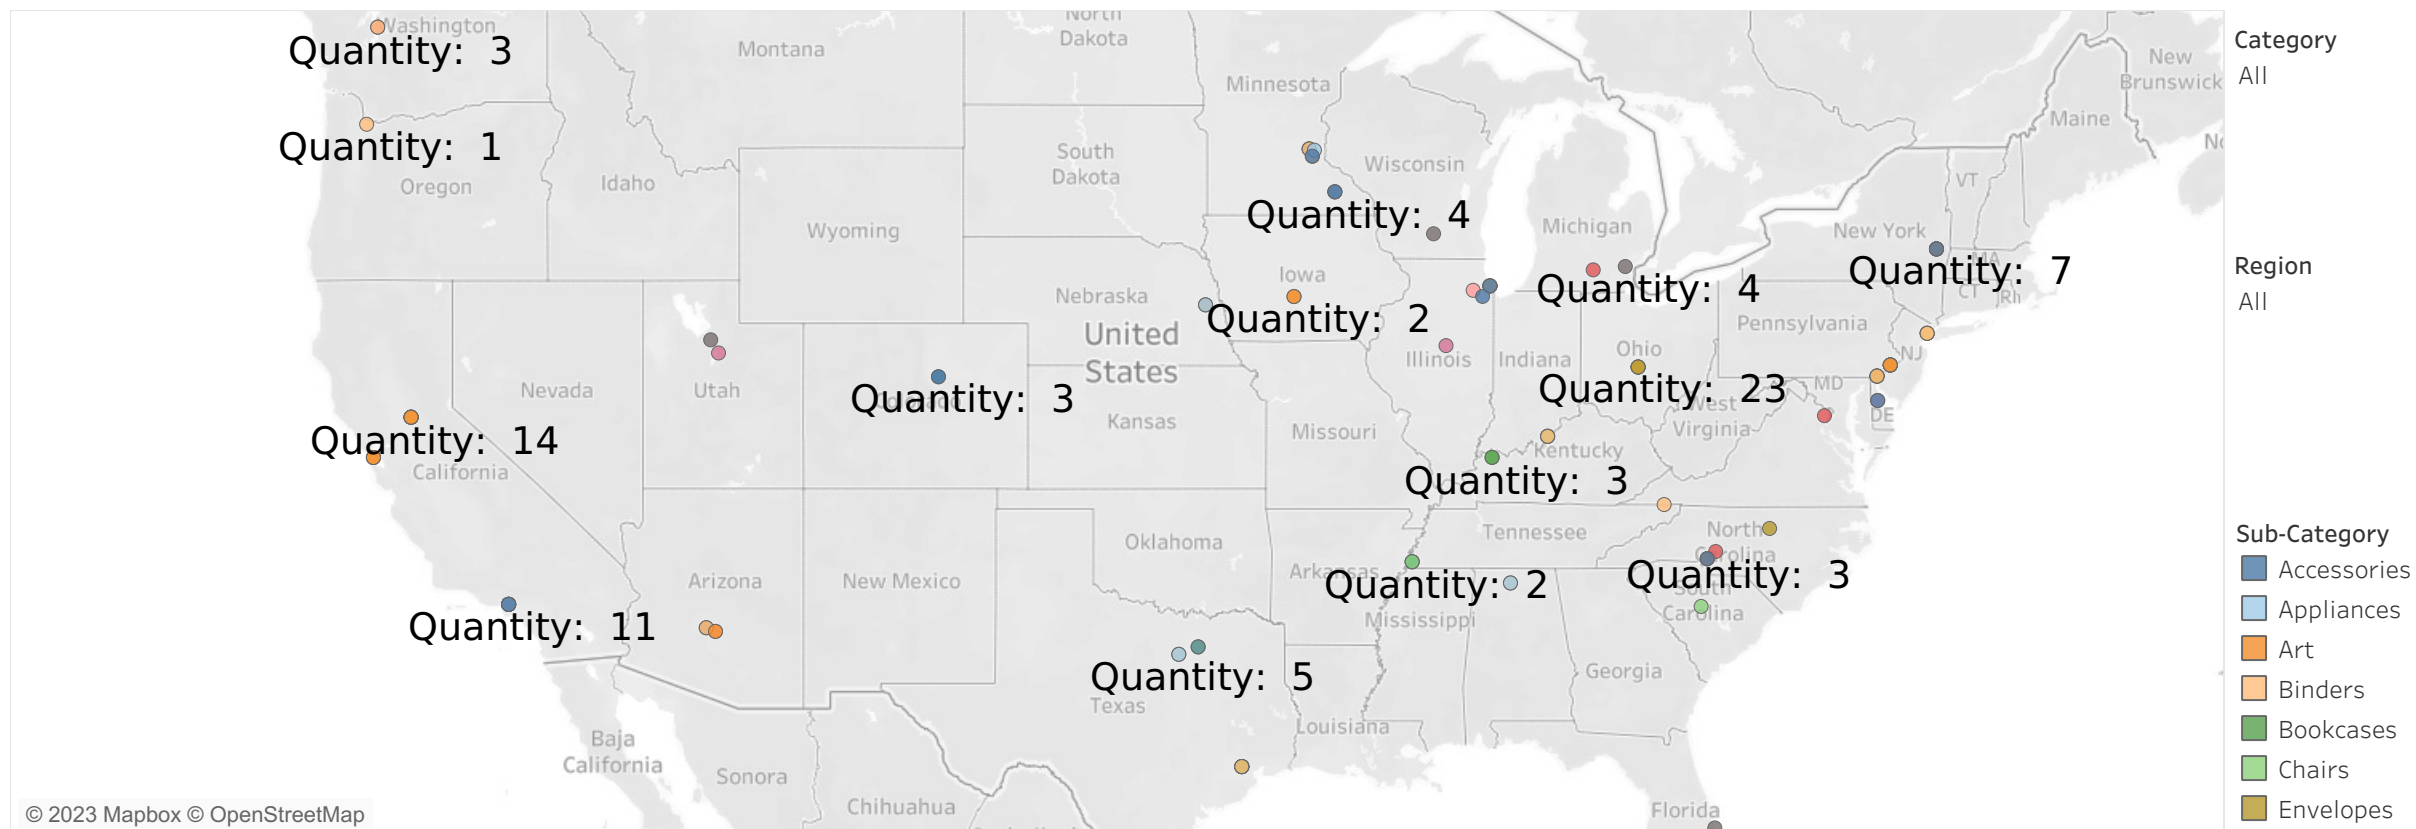 Washington
Quantity: 3
Montana
North
Dakota
Minnesota
Category
All
New
Brunswick
Maine
Quantity: 1
Oregon
Idaho
South
Dakota
Wisconsin
VT
Wyoming
Quantity: 4
Michigan
New York
Quantity: 7
MA
CT
Region
All
Iowa
Quantity: 4
Nebraska
Quantity: 2
United
States
Pennsylvania
NJ
Illinois
Indiana
Ohio
Nevada
Utah
Quantity: 3
Kansas
Quantity: 23
MD
DE
West
Virginia
Quantity: 14
California
Missouri
Kentucky
Quantity: 3
Oklahoma
Tennessee
North
Carolina
Arizona
New Mexico
Arkansas
Quantity: 2
Quantity: 3
South
Carolina
Mississippi
Quantity: 11
Quantity: 5
Texas
Georgia
Louisiana
Baja
California
Sonora
Chihuahua
Florida
Sub-Category
Accessories
Appliances
Art
Binders
Bookcases
Chairs
Envelopes
© 2023 Mapbox © OpenStreetMap